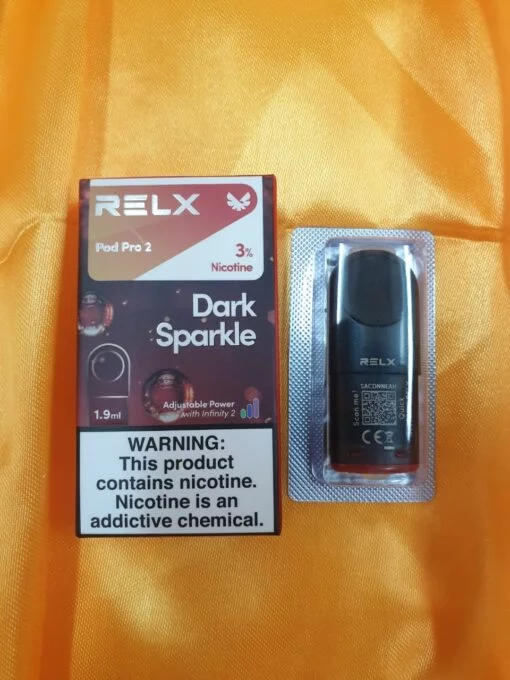 RELX
Pod Pro 2
3%
Nicotine
Dark
Sparkle
1.9ml
Adjustable Power
with Infinity 2
WARNING:
This product
contains nicotine.
Nicotine is an
addictive chemical.
RELX
Scan me!
Quick
CE